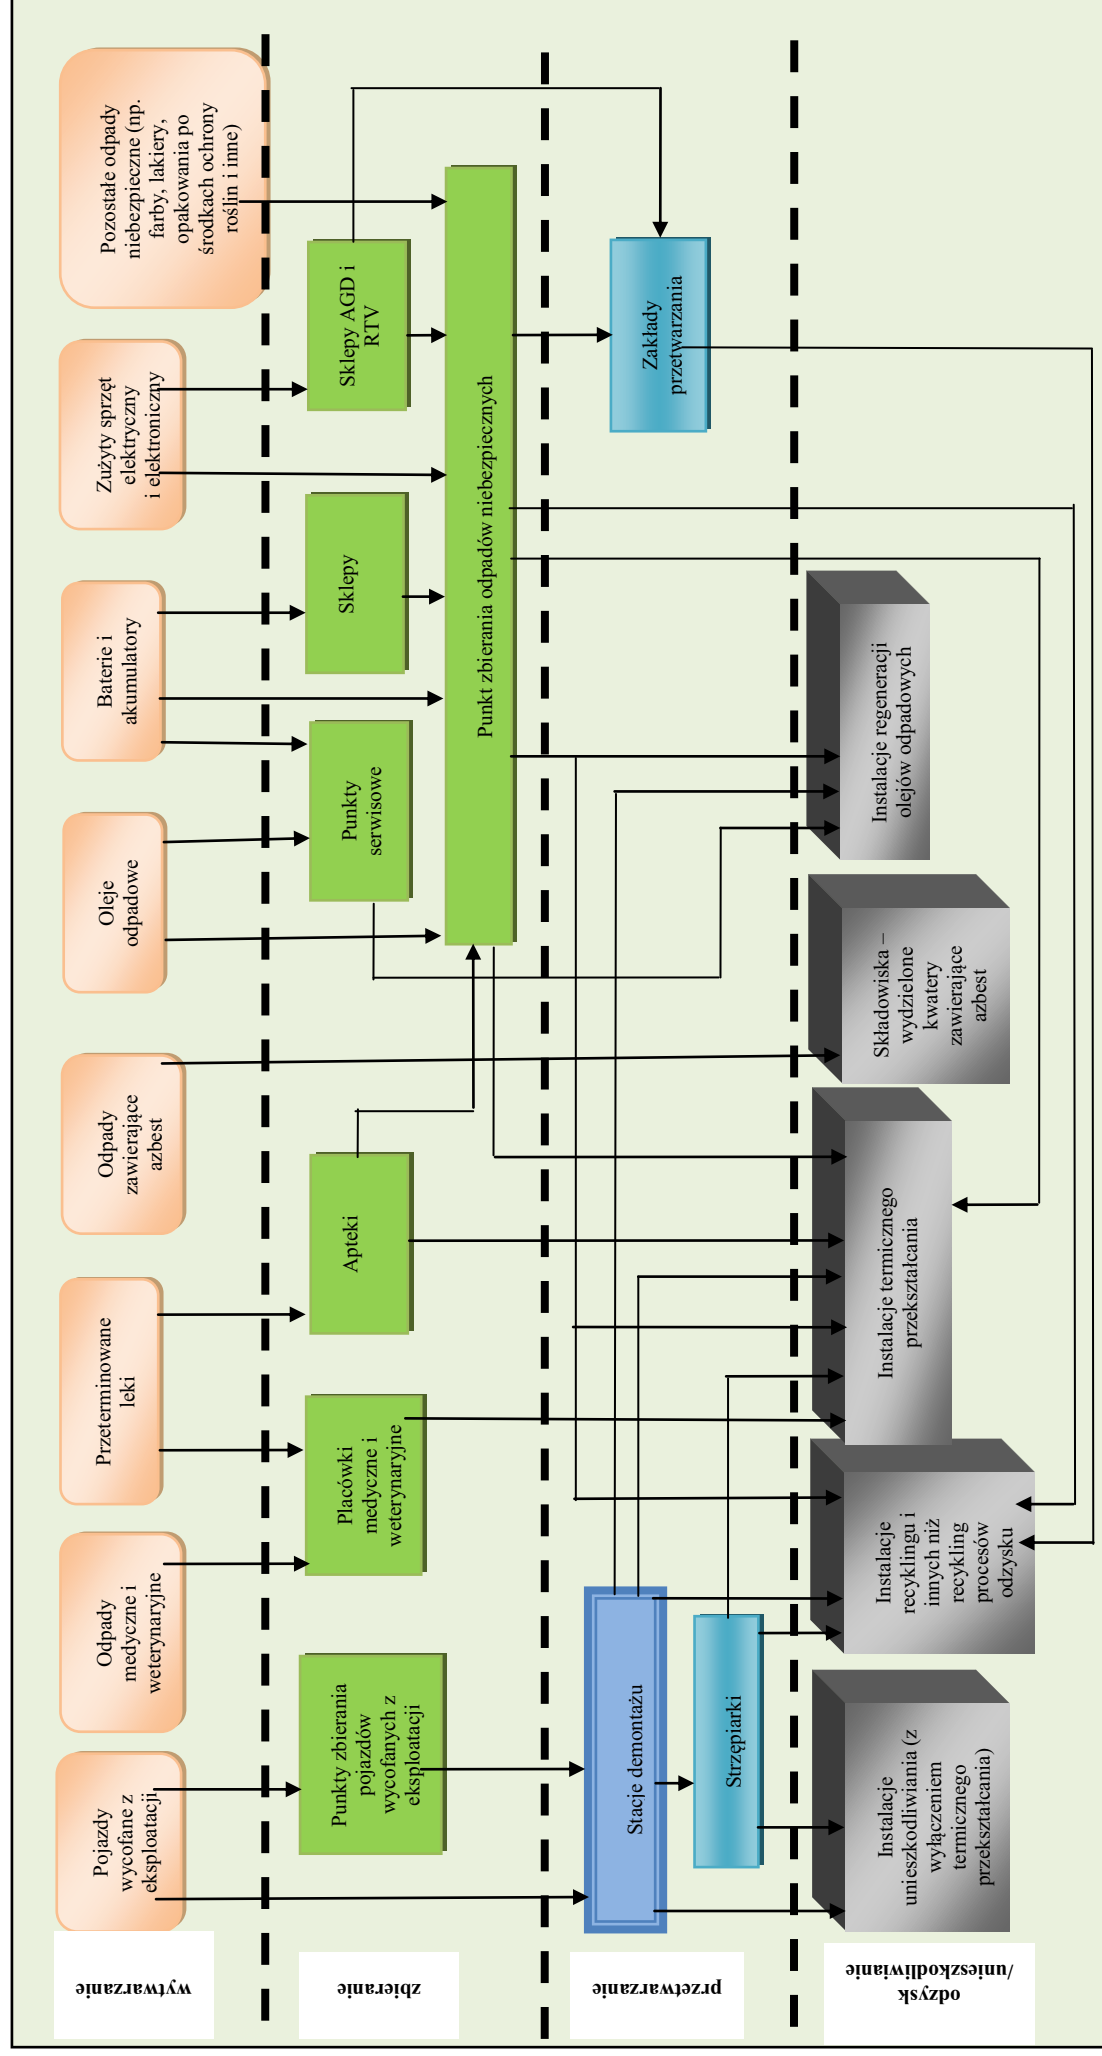 wytwarzanie
Pojazdy
wycofane z
eksploatacji
Odpady
medyczne i
weterynaryjne
Przeterminowane
leki
Odpady
zawierające
azbest
Oleje
odpadowe
Baterie i
akumulatory
Zużyty sprzęt
elektryczny
i elektroniczny
Pozostałe odpady
niebezpieczne (np.
farby, lakiery,
opakowania po
środkach ochrony
roślin i inne)
zbieranie
Punkty zbierania
pojazdów
wycofanych z
eksploatacji
Placówki
medyczne i
weterynaryjne
Apteki
Punkty
serwisowe
Sklepy
Sklepy AGD i
RTV
Punkt zbierania odpadów niebezpiecznych
przetwarzanie
Stacje demontażu
Strzępiarki
Zakłady
przetwarzania
odzysk
/unieszkodliwianie
Instalacje
unieszkodliwiania (z
wyłączeniem
termicznego
przekształcania)
Instalacje
recyklingu i
innych niż
recykling
procesów
odzysku
Instalacje termicznego
przekształcania
Składowiska –
wydzielone
kwatery
zawierające
azbest
Instalacje regeneracji
olejów odpadowych